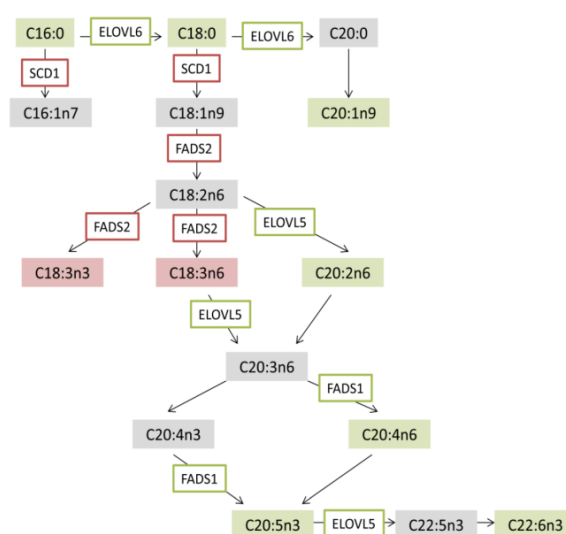 C16:0 ELOVL6 C18:0 ELOVL6 C20:0
SCD1 SCD1
C16:1n7 C18:1n9 C20:1n9
FADS2
C18:2n6
FADS2 FADS2 ELOVL5
C18:3n3 C18:3n6 C20:2n6
ELOVL5
C20:3n6
FADS1
C20:4n3 C20:4n6
FADS1
C20:5n3 ELOVL5 C22:5n3 C22:6n3